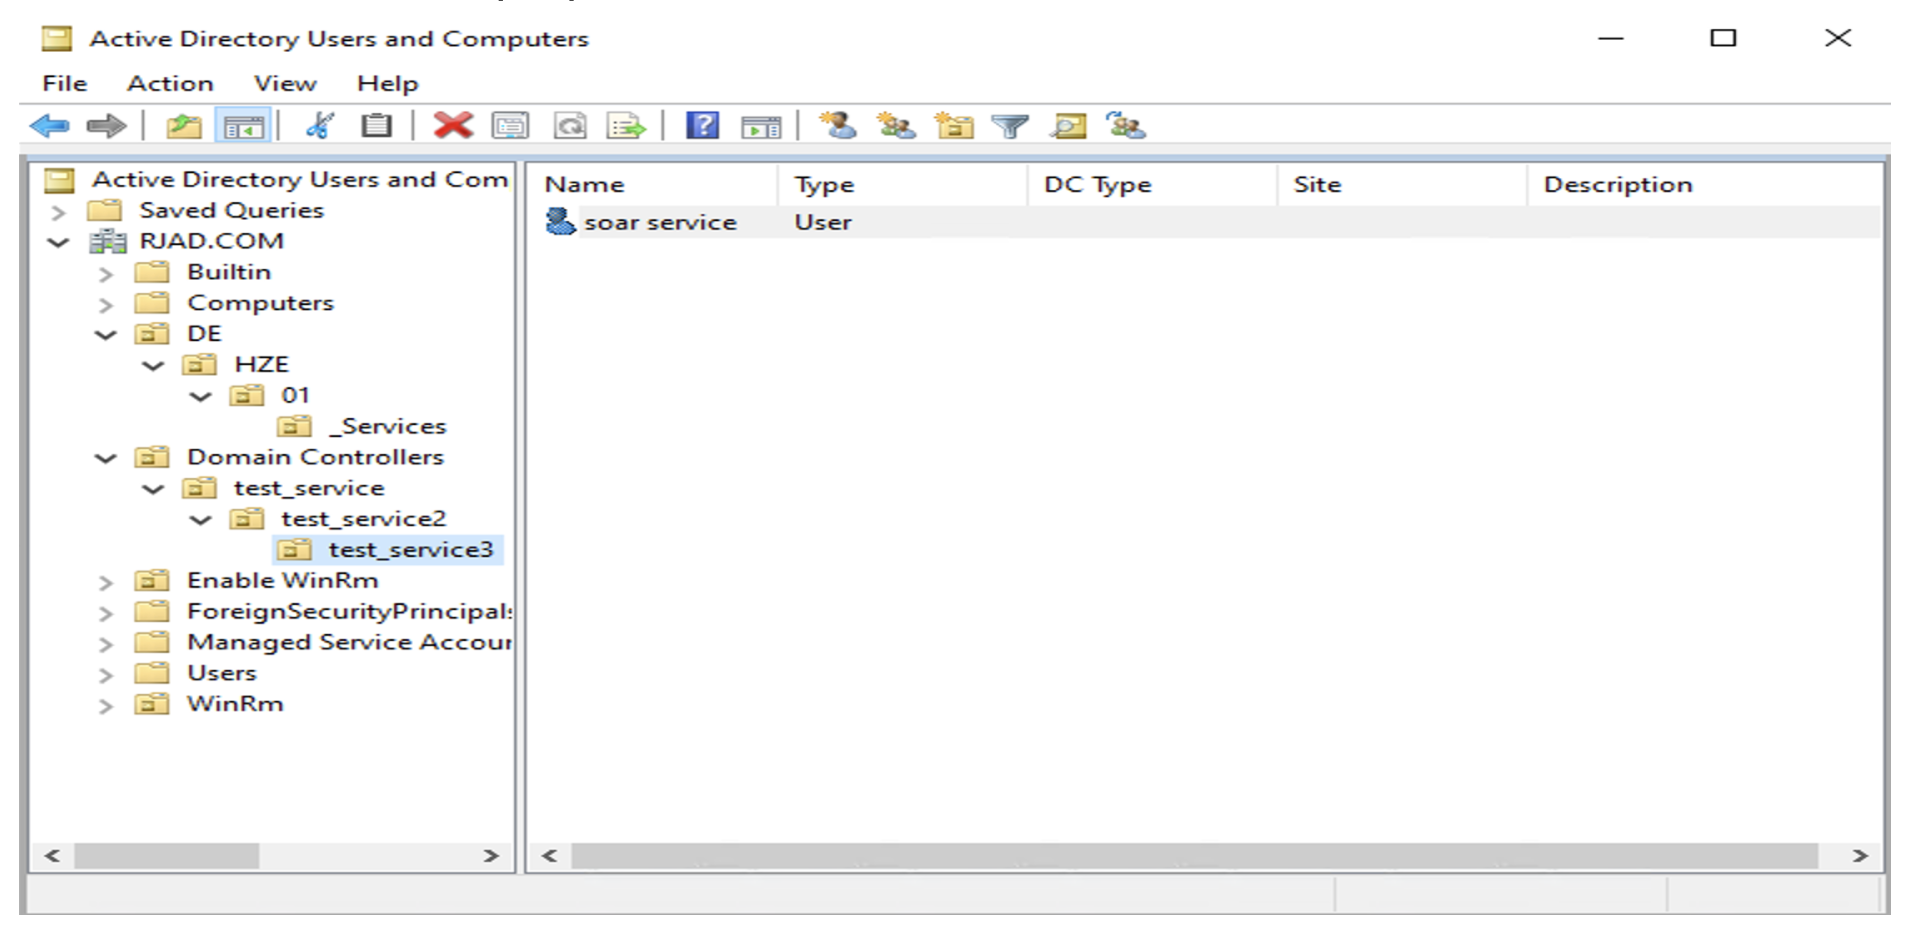 Active Directory Users and Computers
File Action View Help
Active Directory Users and Com
Saved Queries
RJAD.COM
Builtin
Computers
DE
HZE
01
_Services
Domain Controllers
test_service
test_service2
test_service3
Enable WinRm
ForeignSecurityPrincipals
Managed Service Accour
Users
WinRm
Name Type DC Type Site Description
soar service User